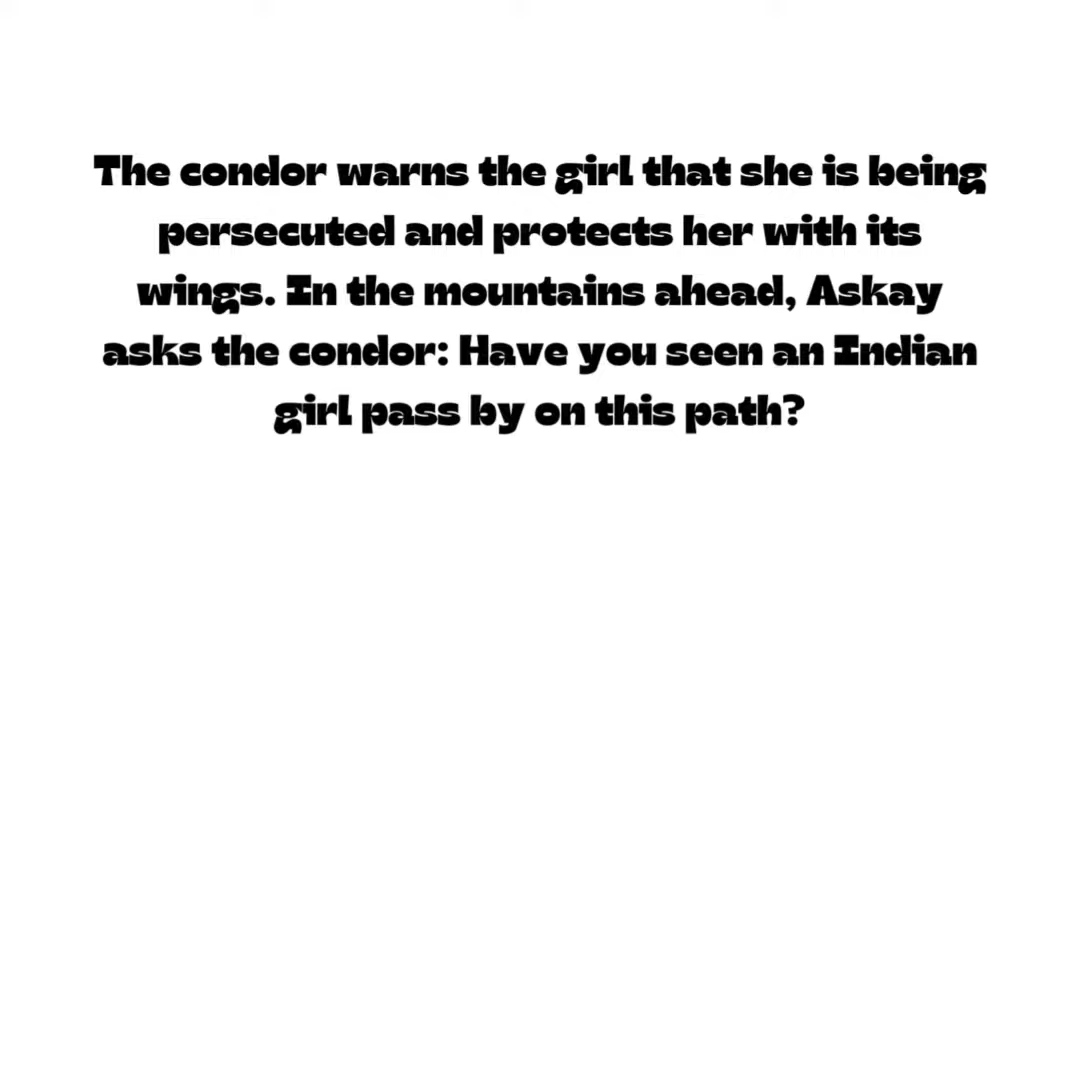 The condor warns the girl that she is being
persecuted and protects her with its
wings. In the mountains ahead, Askay
asks the condor: Have you seen an Indian
girl pass by on this path?